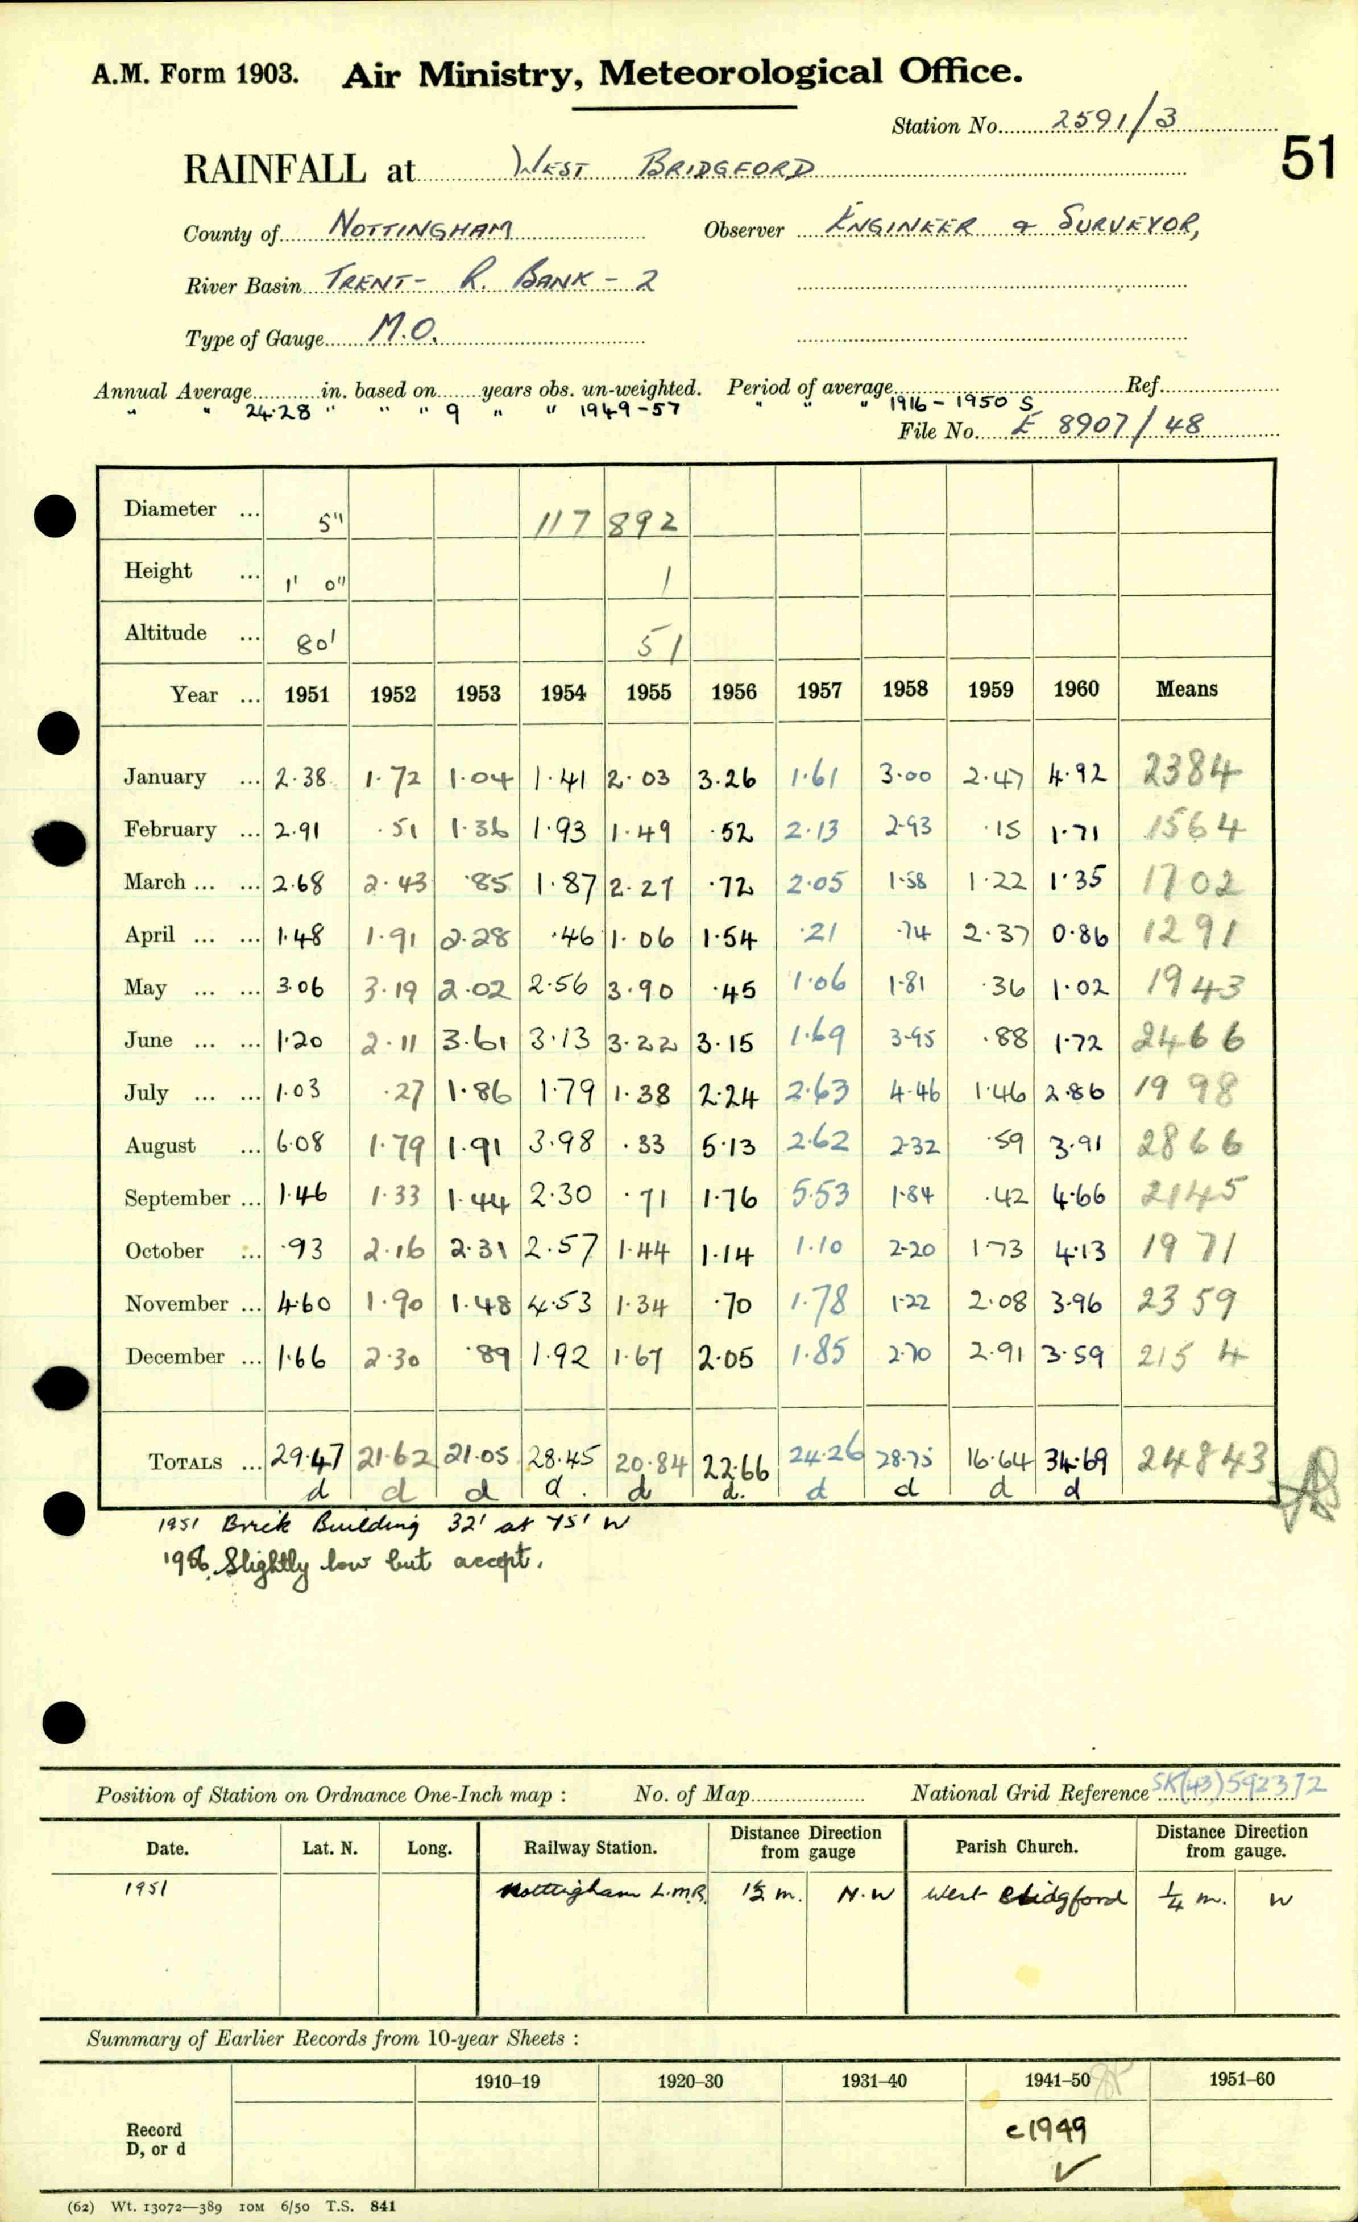 A.M. Form 1903. Air Ministry, Meteorological Office.
Station No. 2591/3
51
RAINFALL at WEST BRIDGFORD
County of NOTTINGHAM Observer ENGINEER & SURVEYOR,
River Basin TRENT - R. BANK - 2
Type of Gauge M.O.
Annual Average in. based on years obs. un-weighted. Period of average Ref.
" " 24.28 " " " 9 " " 1949-57 " " " 1916-1950 S
File No. E 8907/48
Diameter ... 5" 117 892
Height ... 1' 0" 1
Altitude ... 80' 51
Year ... 1951 1952 1953 1954 1955 1956 1957 1958 1959 1960 Means
January ... 2.38 1.72 1.04 1.41 2.03 3.26 1.61 3.00 2.47 4.92 2384
February ... 2.91 .51 1.36 1.93 1.49 .52 2.13 2.93 .15 1.71 1564
March ... ... 2.68 2.43 .85 1.87 2.27 .72 2.05 1.58 1.22 1.35 1702
April ... ... 1.48 1.91 2.28 .46 1.06 1.54 .21 .74 2.37 0.86 1291
May ... ... 3.06 3.19 2.02 2.56 3.90 .45 1.06 1.81 .36 1.02 1943
June ... ... 1.20 2.11 3.61 3.13 3.22 3.15 1.69 3.95 .88 1.72 2466
July ... ... 1.03 .27 1.86 1.79 1.38 2.24 2.63 4.46 1.46 2.86 1998
August ... 6.08 1.79 1.91 3.98 .33 5.13 2.62 2.32 .59 3.91 2866
September ... 1.46 1.33 1.44 2.30 .71 1.76 5.53 1.84 .42 4.66 2145
October ... .93 2.16 2.31 2.57 1.44 1.14 1.10 2.20 1.73 4.13 1971
November ... 4.60 1.90 1.48 4.53 1.34 .70 1.78 1.22 2.08 3.96 2359
December ... 1.66 2.30 .89 1.92 1.67 2.05 1.85 2.70 2.91 3.59 2154
TOTALS ... 29.47 21.62 21.05 28.45 20.84 22.66 24.26 28.75 16.64 34.69 24843
d d d d. d d. d d d d
1951 Brick Building 32' at 75' W
1956 Slightly low but accept.
Position of Station on Ordnance One-Inch map : No. of Map National Grid Reference SK(43)592372
Date. Lat. N. Long. Railway Station. Distance from Direction gauge Parish Church. Distance from Direction gauge.
1951 Nottingham L.M.R. 1½ m. N.W West Bridgford ¼ m. W
Summary of Earlier Records from 10-year Sheets :
1910-19 1920-30 1931-40 1941-50 1951-60
Record
D, or d
c1949
✓
(62) Wt. 13072—389 10M 6/50 T.S. 841